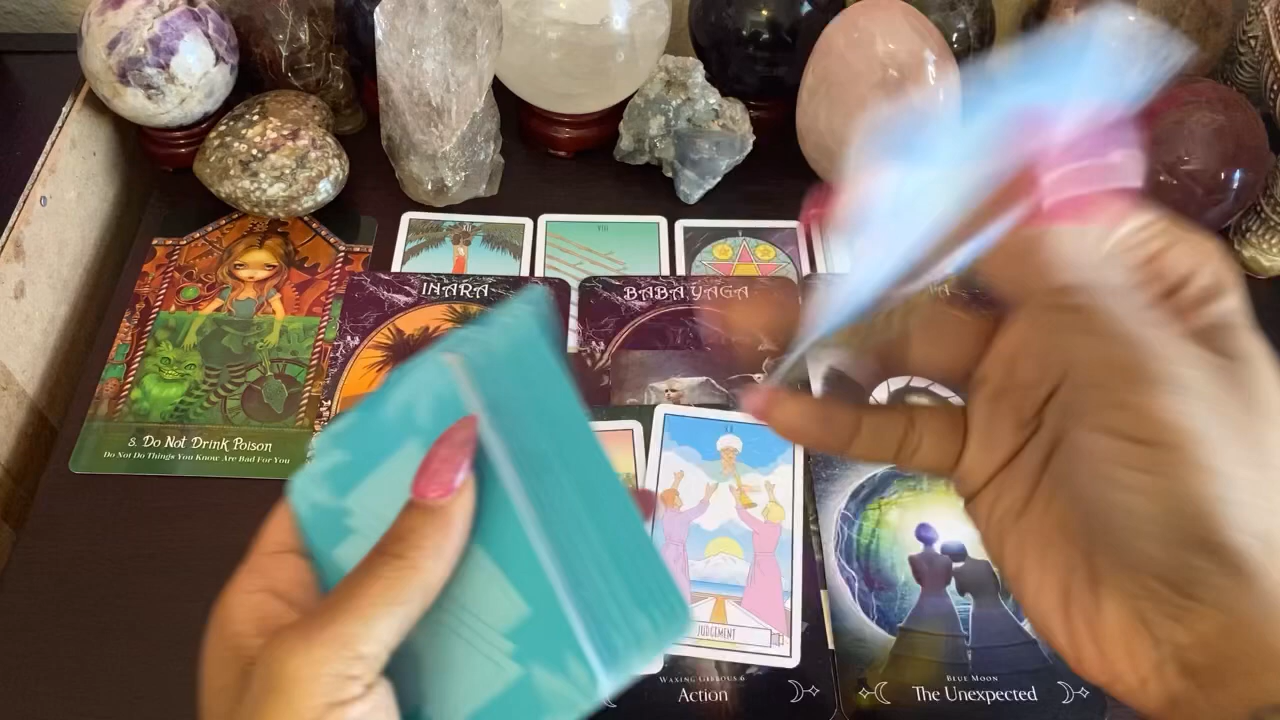 XII
VIII
INARA
BABA YAGA
8. Do Not Drink Poison
Do Not Do Things You Know Are Bad For You
JUDGEMENT
WAXING GIBBOUS 6
Action
BLUE MOON
The Unexpected